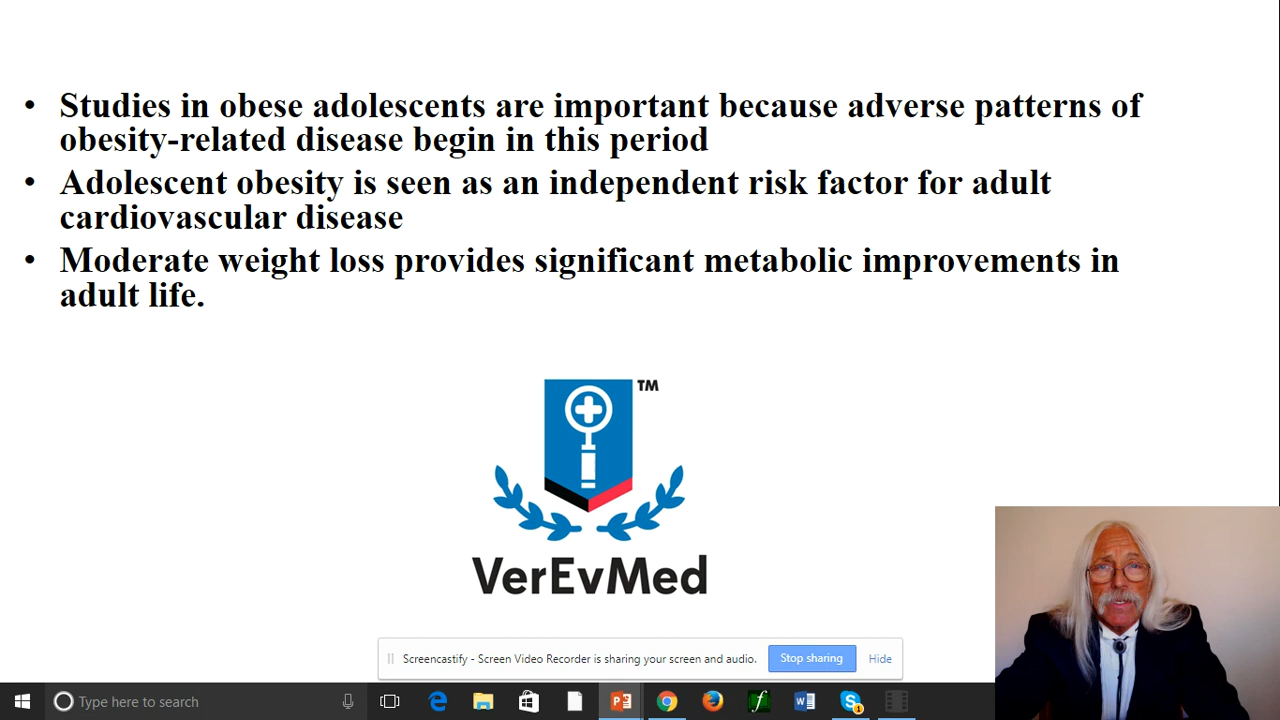 • Studies in obese adolescents are important because adverse patterns of
obesity-related disease begin in this period
• Adolescent obesity is seen as an independent risk factor for adult
cardiovascular disease
• Moderate weight loss provides significant metabolic improvements in
adult life.
TM
VerEvMed
Screencastify - Screen Video Recorder is sharing your screen and audio. Stop sharing Hide
Type here to search